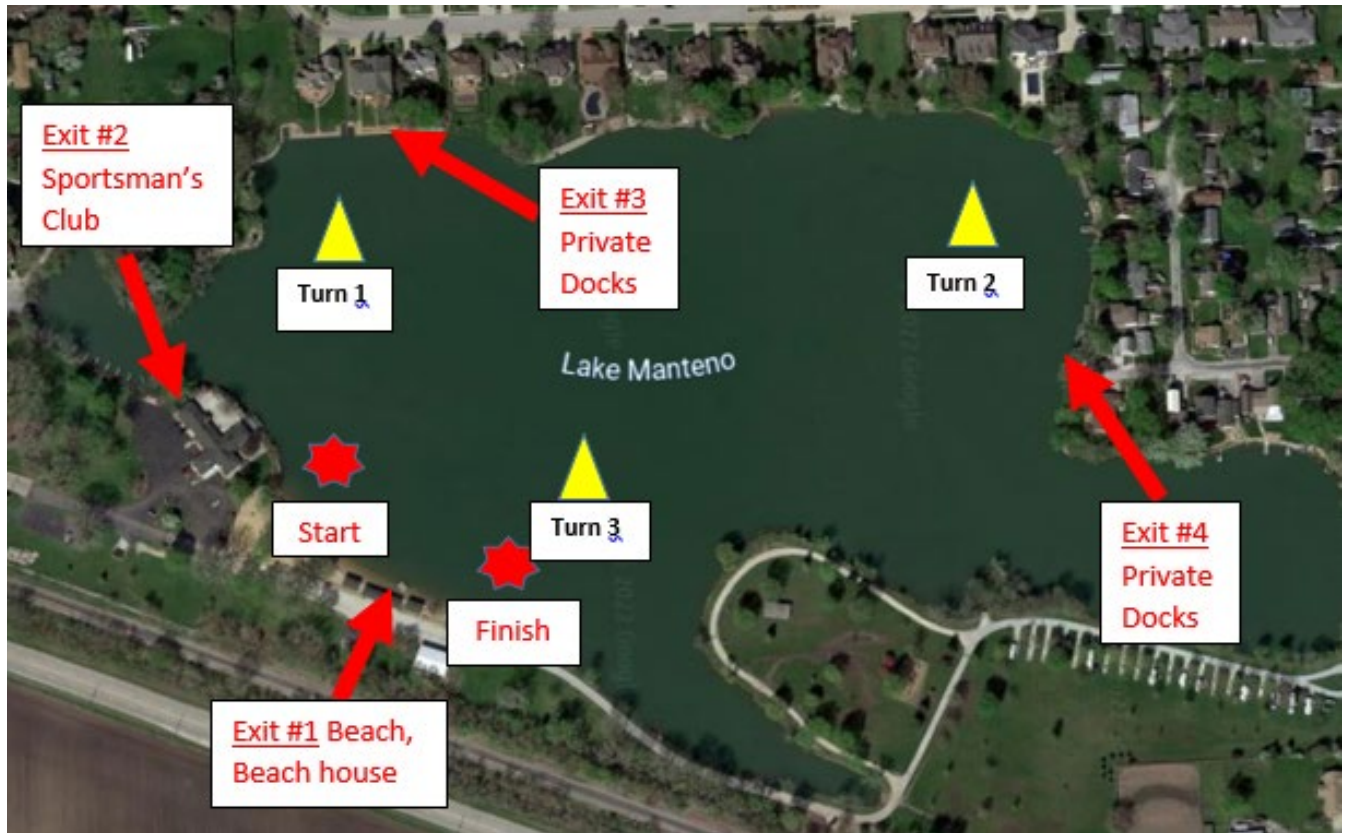 Exit #2
Sportsman's
Club
Exit #3
Private
Docks
Turn 1
Turn 2
Lake Manteno
Start
Turn 3
Finish
Exit #4
Private
Docks
Exit #1 Beach,
Beach house